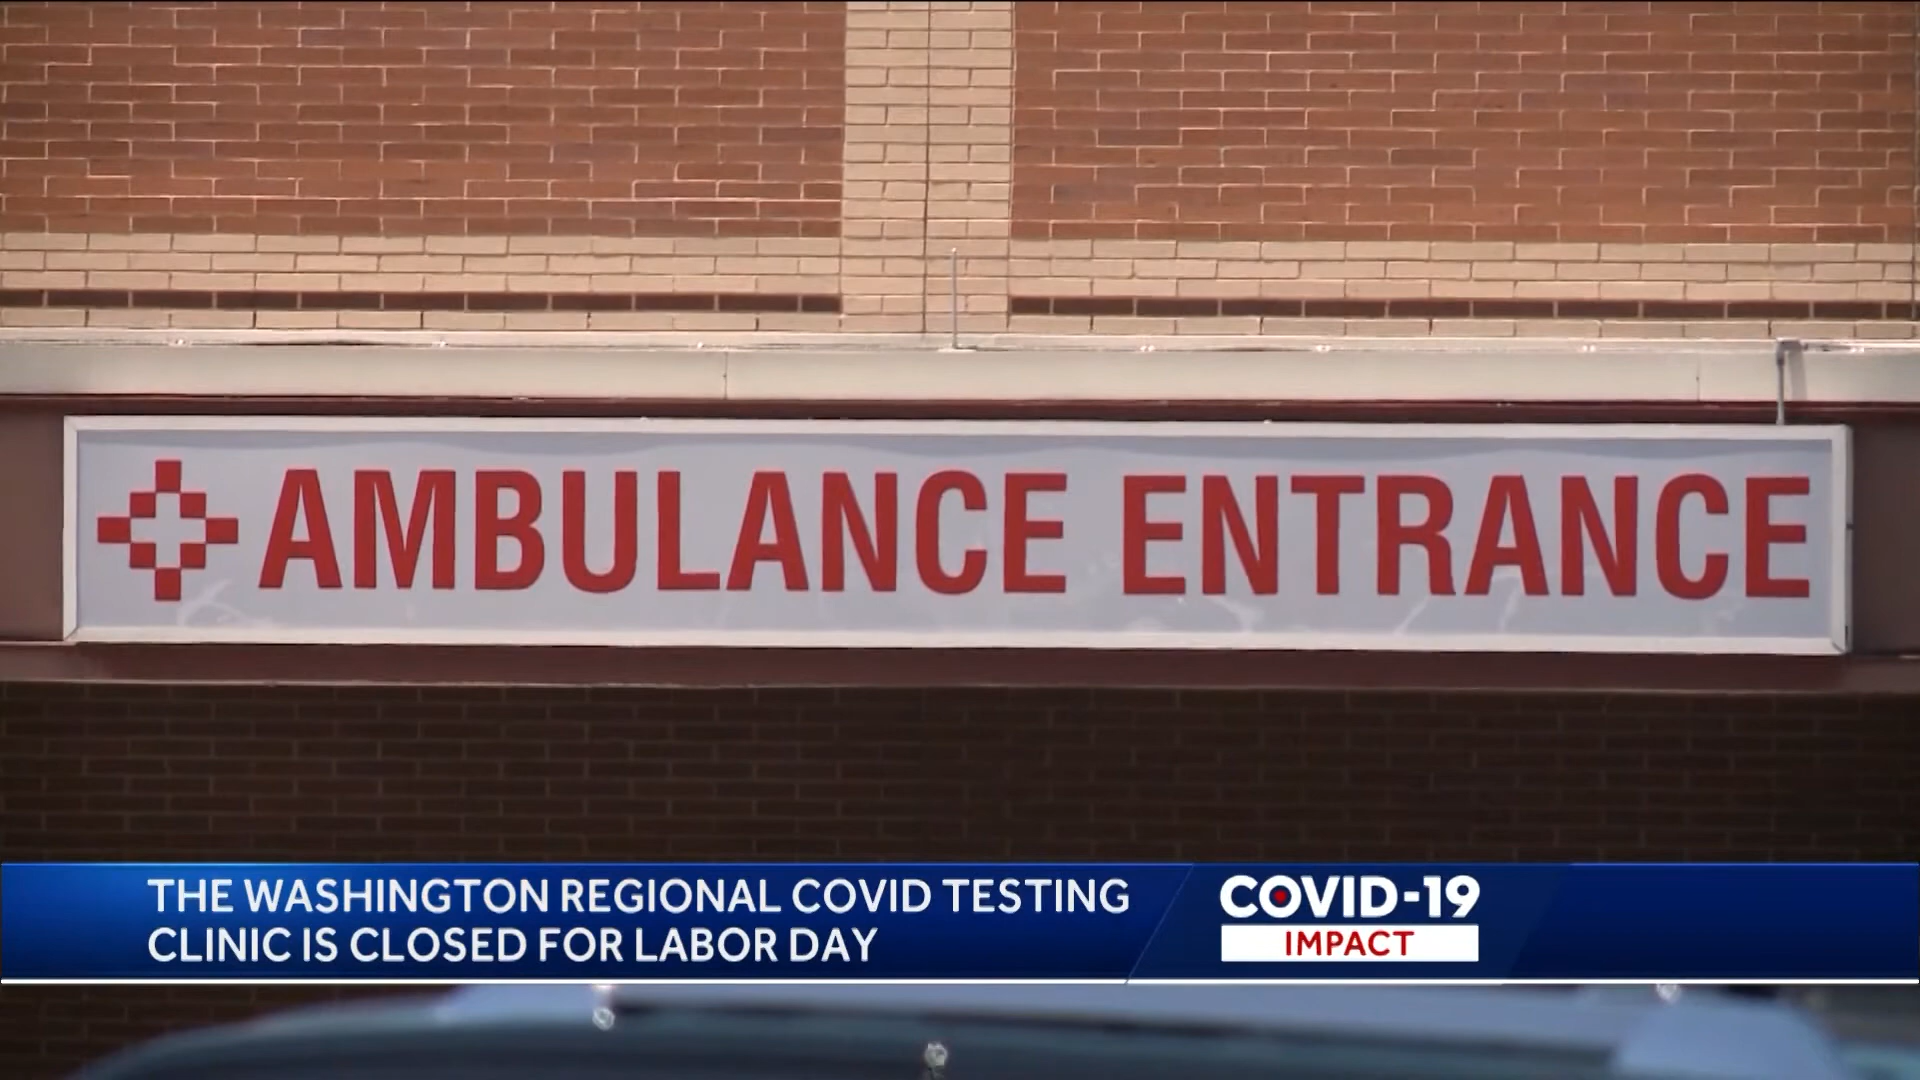 AMBULANCE ENTRANCE
THE WASHINGTON REGIONAL COVID TESTING
CLINIC IS CLOSED FOR LABOR DAY
COVID-19
IMPACT